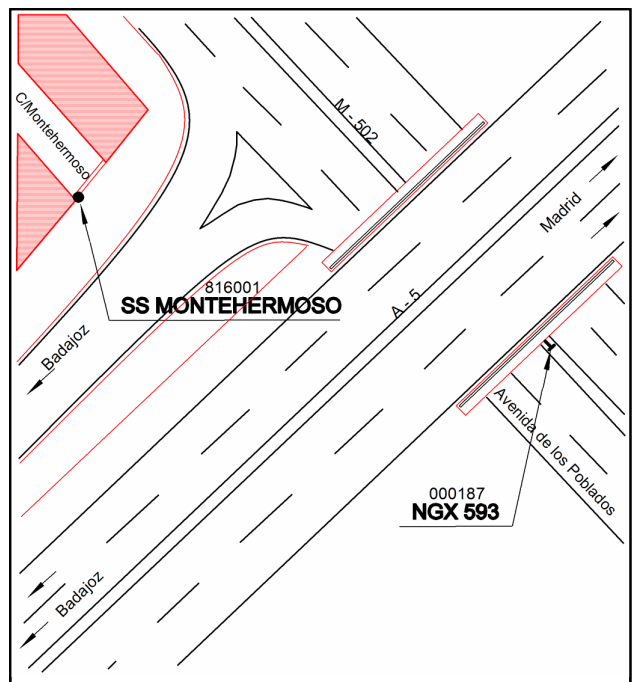 C/Montehermoso
M - 502
Madrid
816001
SS MONTEHERMOSO
A - 5
Badajoz
Avenida de los Poblados
000187
NGX 593
Badajoz